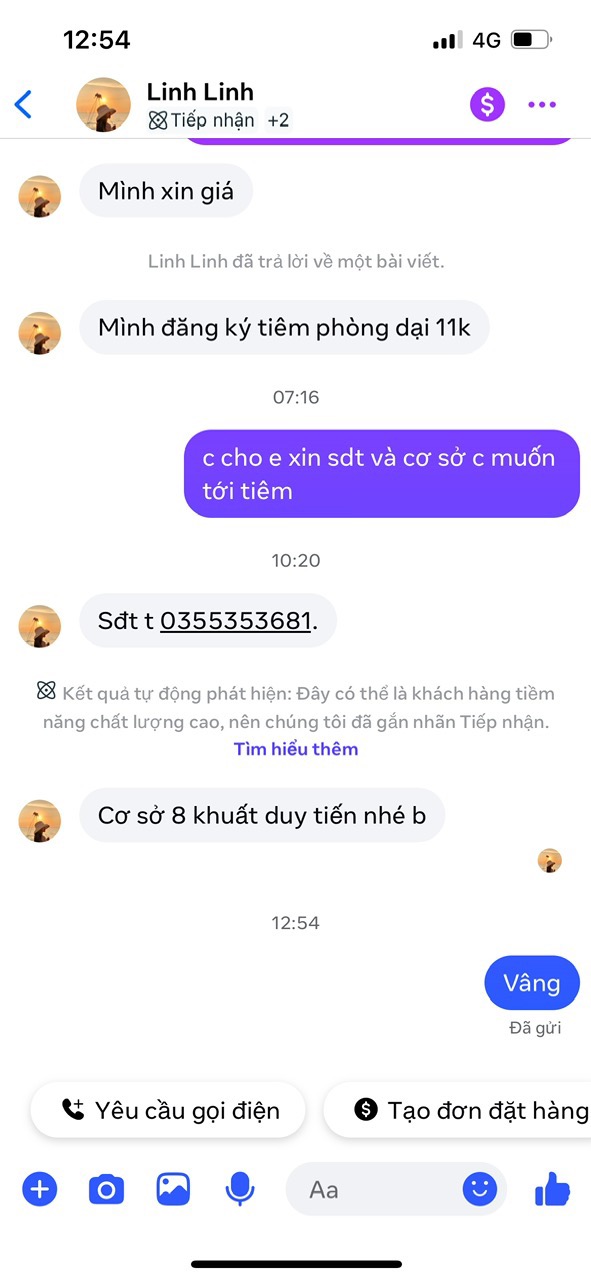 12:54
4G
Linh Linh
Tiếp nhận +2
Mình xin giá
Linh Linh đã trả lời về một bài viết.
Mình đăng ký tiêm phòng dại 11k
07:16
c cho e xin sdt và cơ sở c muốn
tới tiêm
10:20
Sđt t 0355353681.
Kết quả tự động phát hiện: Đây có thể là khách hàng tiềm
năng chất lượng cao, nên chúng tôi đã gắn nhãn Tiếp nhận.
Tìm hiểu thêm
Cơ sở 8 khuất duy tiến nhé b
12:54
Vâng
Đã gửi
Yêu cầu gọi điện
Tạo đơn đặt hàng
Aa